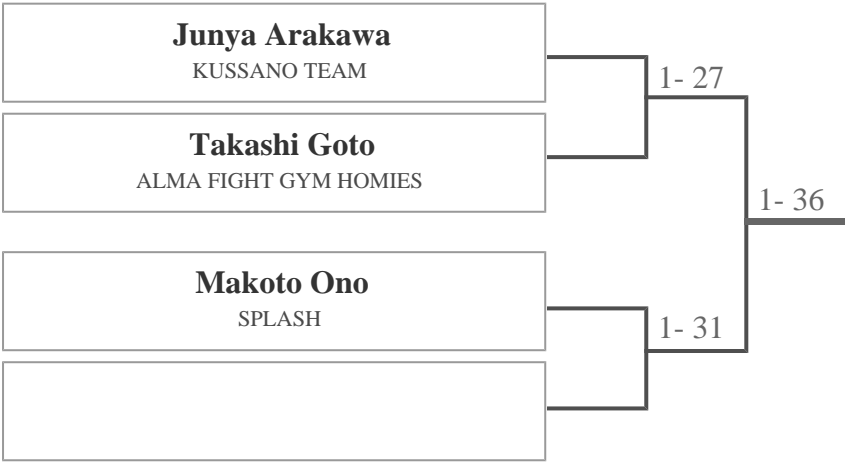 Junya Arakawa
KUSSANO TEAM
1- 27
Takashi Goto
ALMA FIGHT GYM HOMIES
1- 36
Makoto Ono
SPLASH
1- 31